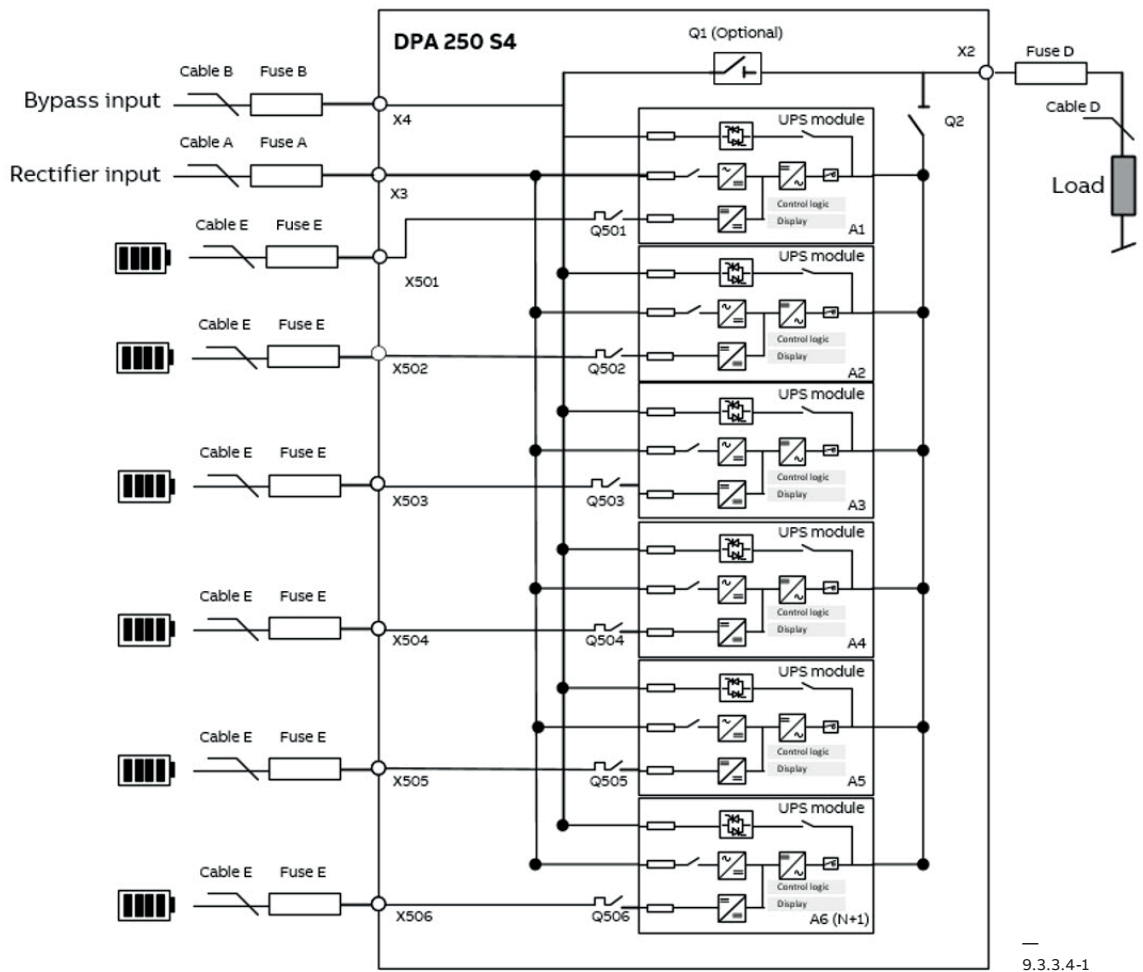 DPA 250 S4
Q1 (Optional)
X2
Fuse D
Cable B
Fuse B
Bypass input
X4
Cable D
Q2
Load
Cable A
Fuse A
Rectifier input
X3
UPS module
Control logic
Display
A1
Cable E
Fuse E
X501
Q501
UPS module
Control logic
Display
A2
Cable E
Fuse E
X502
Q502
UPS module
Control logic
Display
A3
Cable E
Fuse E
X503
Q503
UPS module
Control logic
Display
A4
Cable E
Fuse E
X504
Q504
UPS module
Control logic
Display
A5
Cable E
Fuse E
X505
Q505
UPS module
Control logic
Display
A6 (N+1)
Cable E
Fuse E
X506
Q506
9.3.3.4-1